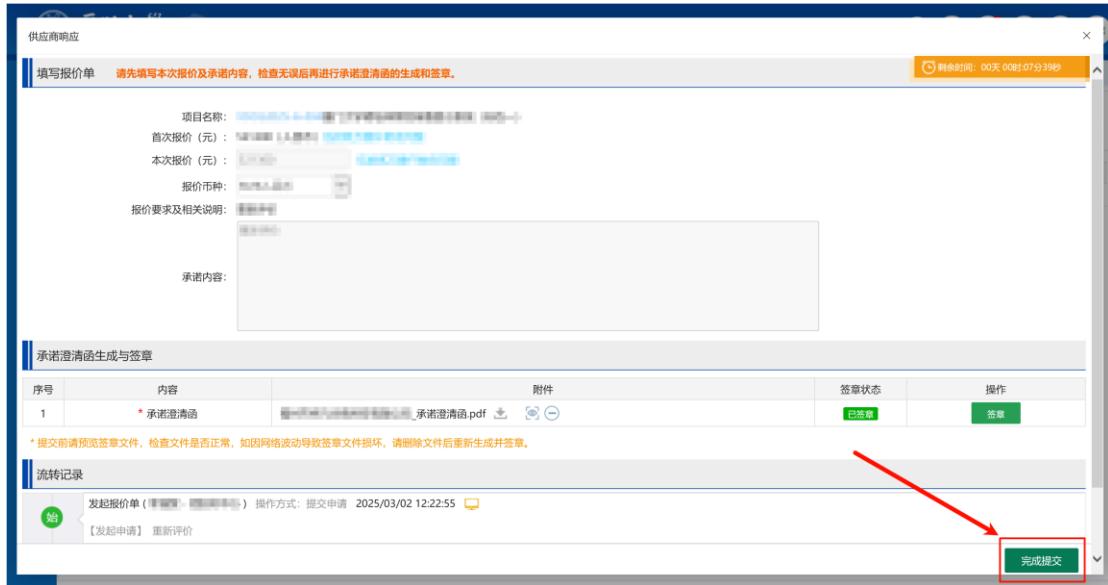 供应商响应
填写报价单 请先填写本次报价及承诺内容，检查无误后再进行承诺澄清函的生成和签章。 剩余时间：00天 00时:07分39秒
项目名称：
首次报价（元）：
本次报价（元）：
报价币种：
报价要求及相关说明：
承诺内容：
承诺澄清函生成与签章
序号 内容 附件 签章状态 操作
1 * 承诺澄清函 _承诺澄清函.pdf 已签章 签章
* 提交前请预览签章文件，检查文件是否正常，如因网络波动导致签章文件损坏，请删除文件后重新生成并签章。
流转记录
始 发起报价单 ( ) 操作方式：提交申请 2025/03/02 12:22:55
【发起申请】 重新评价
完成提交